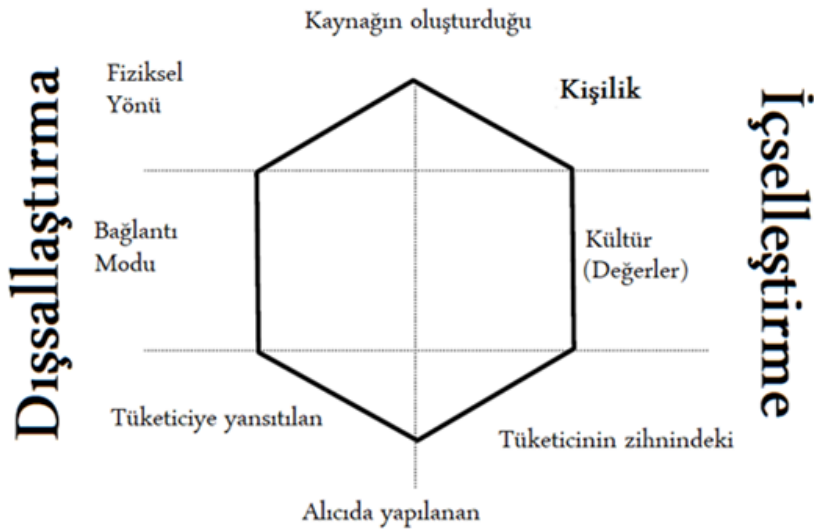 Kaynağın oluşturduğu
Fiziksel
Yönü
Kişilik
Dışsallaştırma
İçselleştirme
Bağlantı
Modu
Kültür
(Değerler)
Tüketiciye yansıtılan
Tüketicinin zihnindeki
Alıcıda yapılanan